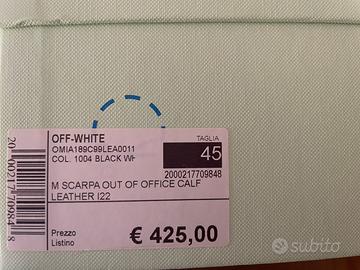 OFF-WHITE
OMIA189C99LEA0011
COL. 1004 BLACK WH
TAGLIA
45
2000217709848
M SCARPA OUT OF OFFICE CALF
LEATHER I22
Prezzo
Listino
€ 425,00
2000217709848
subito